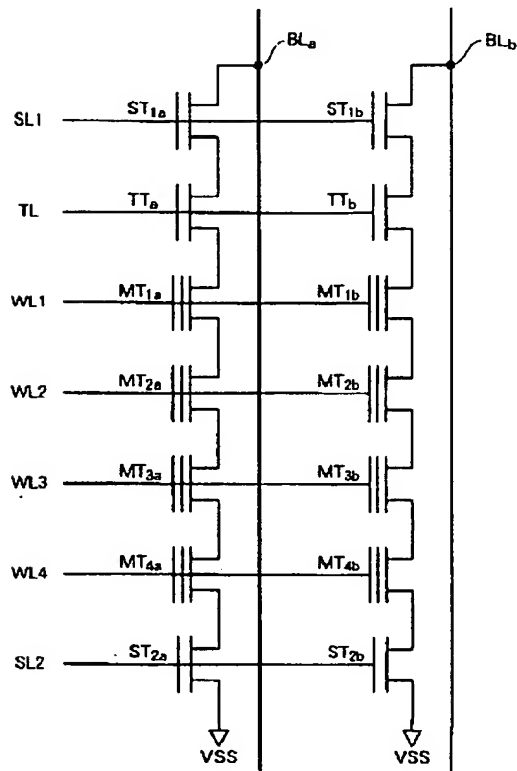 BLa BLb
SL1 ST1a ST1b
TL TTa TTb
WL1 MT1a MT1b
WL2 MT2a MT2b
WL3 MT3a MT3b
WL4 MT4a MT4b
SL2 ST2a ST2b
VSS VSS